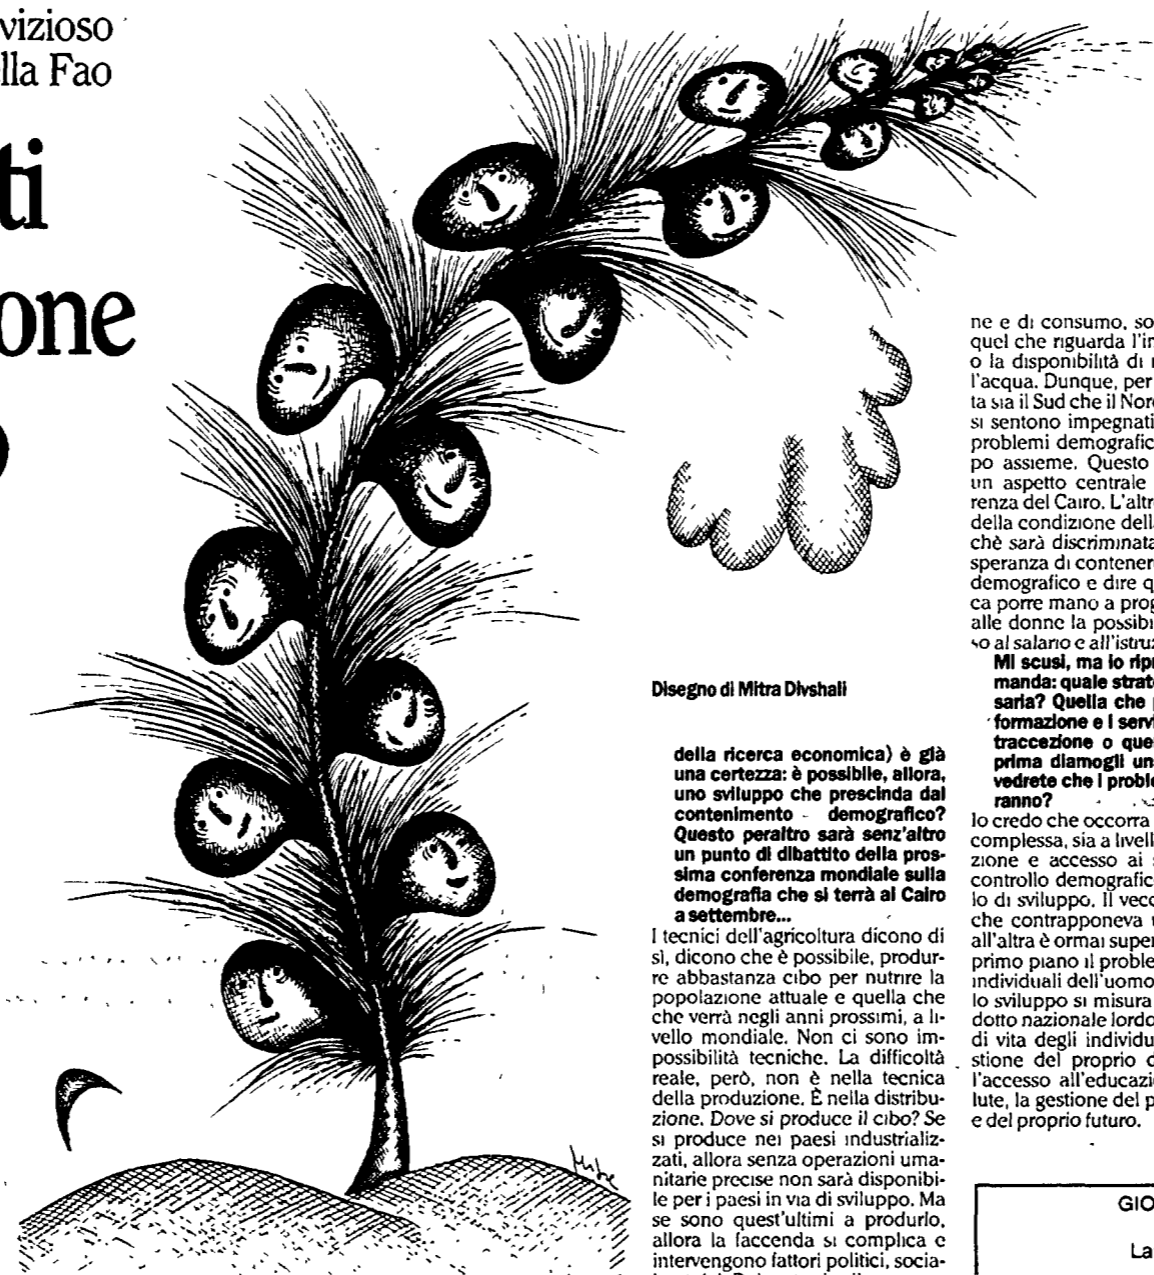 vizioso
lla Fao
ti
one
Disegno di Mitra Divshali
della ricerca economica) è già
una certezza: è possibile, allora,
uno sviluppo che prescinda dal
contenimento demografico?
Questo peraltro sarà senz'altro
un punto di dibattito della pros-
sima conferenza mondiale sulla
demografia che si terrà al Cairo
a settembre...
I tecnici dell'agricoltura dicono di
sì, dicono che è possibile, produr-
re abbastanza cibo per nutrire la
popolazione attuale e quella che
che verrà negli anni prossimi, a li-
vello mondiale. Non ci sono im-
possibilità tecniche. La difficoltà
reale, però, non è nella tecnica
della produzione. È nella distribu-
zione. Dove si produce il cibo? Se
si produce nei paesi industrializ-
zati, allora senza operazioni uma-
nitarie precise non sarà disponibi-
le per i paesi in via di sviluppo. Ma
se sono quest'ultimi a produrlo,
allora la faccenda si complica e
intervengono fattori politici, socia-
ne e di consumo, so
quel che riguarda l'in
o la disponibilità di
l'acqua. Dunque, per
ta sia il Sud che il Nord
si sentono impegnati
problemi demografic
po assieme. Questo
un aspetto centrale
renza del Cairo. L'altr
della condizione dell
chè sarà discriminata
speranza di contener
demografico e dire q
ca porre mano a prog
alle donne la possibi
so al salario e all'istru
Mi scusi, ma io ripr
manda: quale strat
saria? Quella che
formazione e i serv
traccezione o que
prima diamogli un
vedrete che i probl
ranno?
Io credo che occorra
complessa, sia a livell
zione e accesso ai
controllo demografic
lo di sviluppo. Il vecc
che contrapponeva
all'altra è ormai super
primo piano il proble
individuali dell'uomo
lo sviluppo si misura
dotto nazionale lordo
di vita degli individu
stione del proprio
l'accesso all'educazi
lute, la gestione del p
e del proprio futuro.
GIO
La